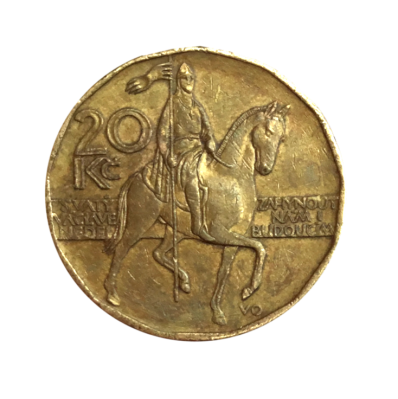 20
Kč
SVATÝ
VÁCLAVE
NEDEJ
ZAHYNOUT
NÁM I
BUDOUCÍM
VO